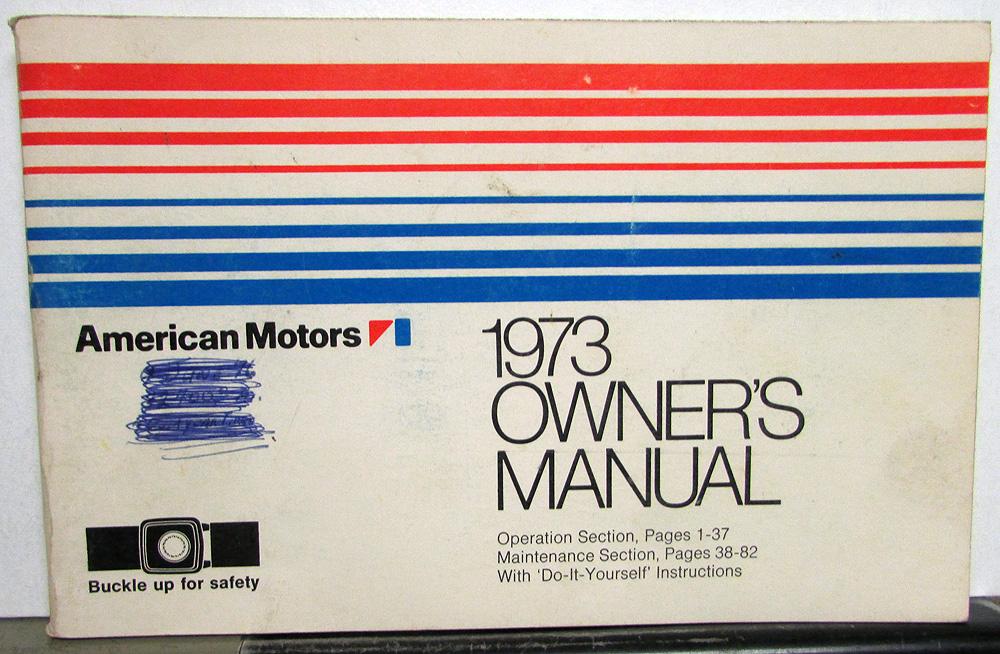 American Motors
1973
OWNER'S
MANUAL
Operation Section, Pages 1-37
Maintenance Section, Pages 38-82
With 'Do-It-Yourself' Instructions
Buckle up for safety